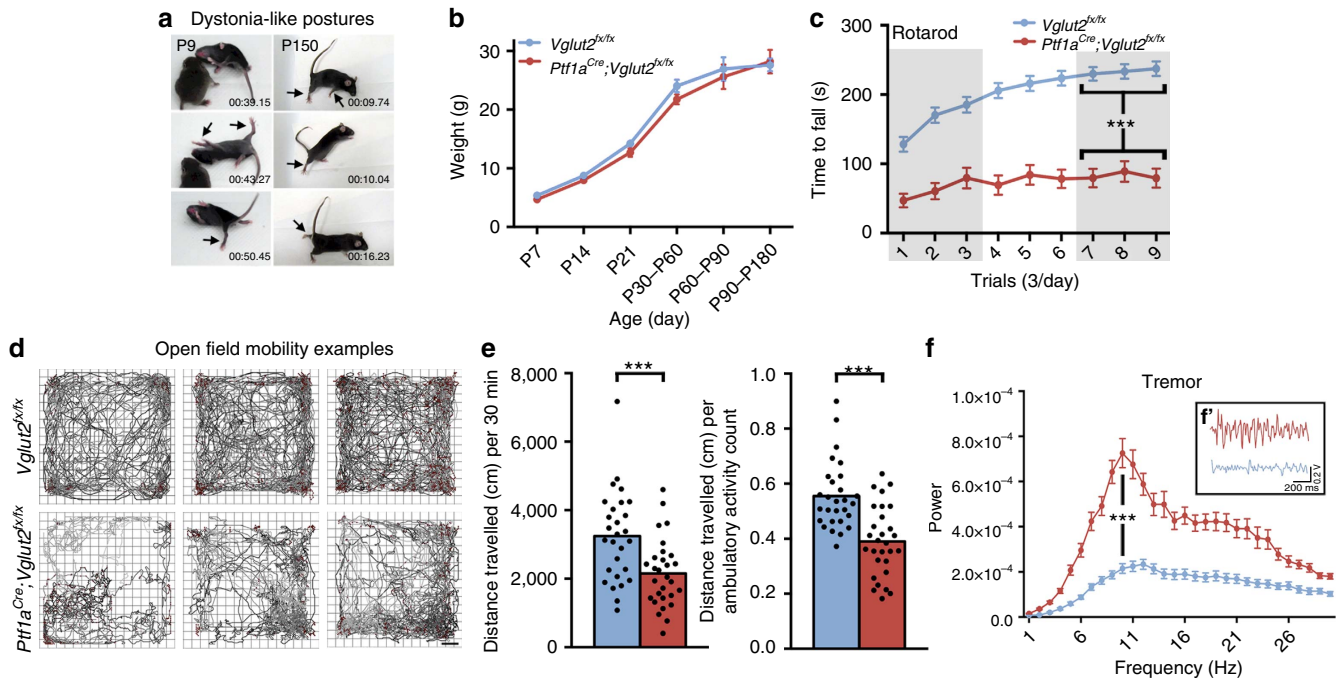 a Dystonia-like postures
P9
P150
00:39.15
00:09.74
00:43.27
00:10.04
00:50.45
00:16.23
b
Vglut2fx/fx
Ptf1aCre;Vglut2fx/fx
Weight (g)
30
20
10
0
P7
P14
P21
P30–P60
P60–P90
P90–P180
Age (day)
c
Vglut2fx/fx
Ptf1aCre;Vglut2fx/fx
Rotarod
Time to fall (s)
300
200
100
0
***
1
2
3
4
5
6
7
8
9
Trials (3/day)
d Open field mobility examples
Vglut2fx/fx
Ptf1aCre;Vglut2fx/fx
e
Distance travelled (cm) per 30 min
8,000
6,000
4,000
2,000
0
***
Distance travelled (cm) per
ambulatory activity count
1.0
0.8
0.6
0.4
0.2
0.0
***
f
Tremor
Power
1.0×10⁻⁴
8.0×10⁻⁴
6.0×10⁻⁴
4.0×10⁻⁴
2.0×10⁻⁴
0.0
***
f'
0.2 V
200 ms
1
6
11
16
21
26
Frequency (Hz)